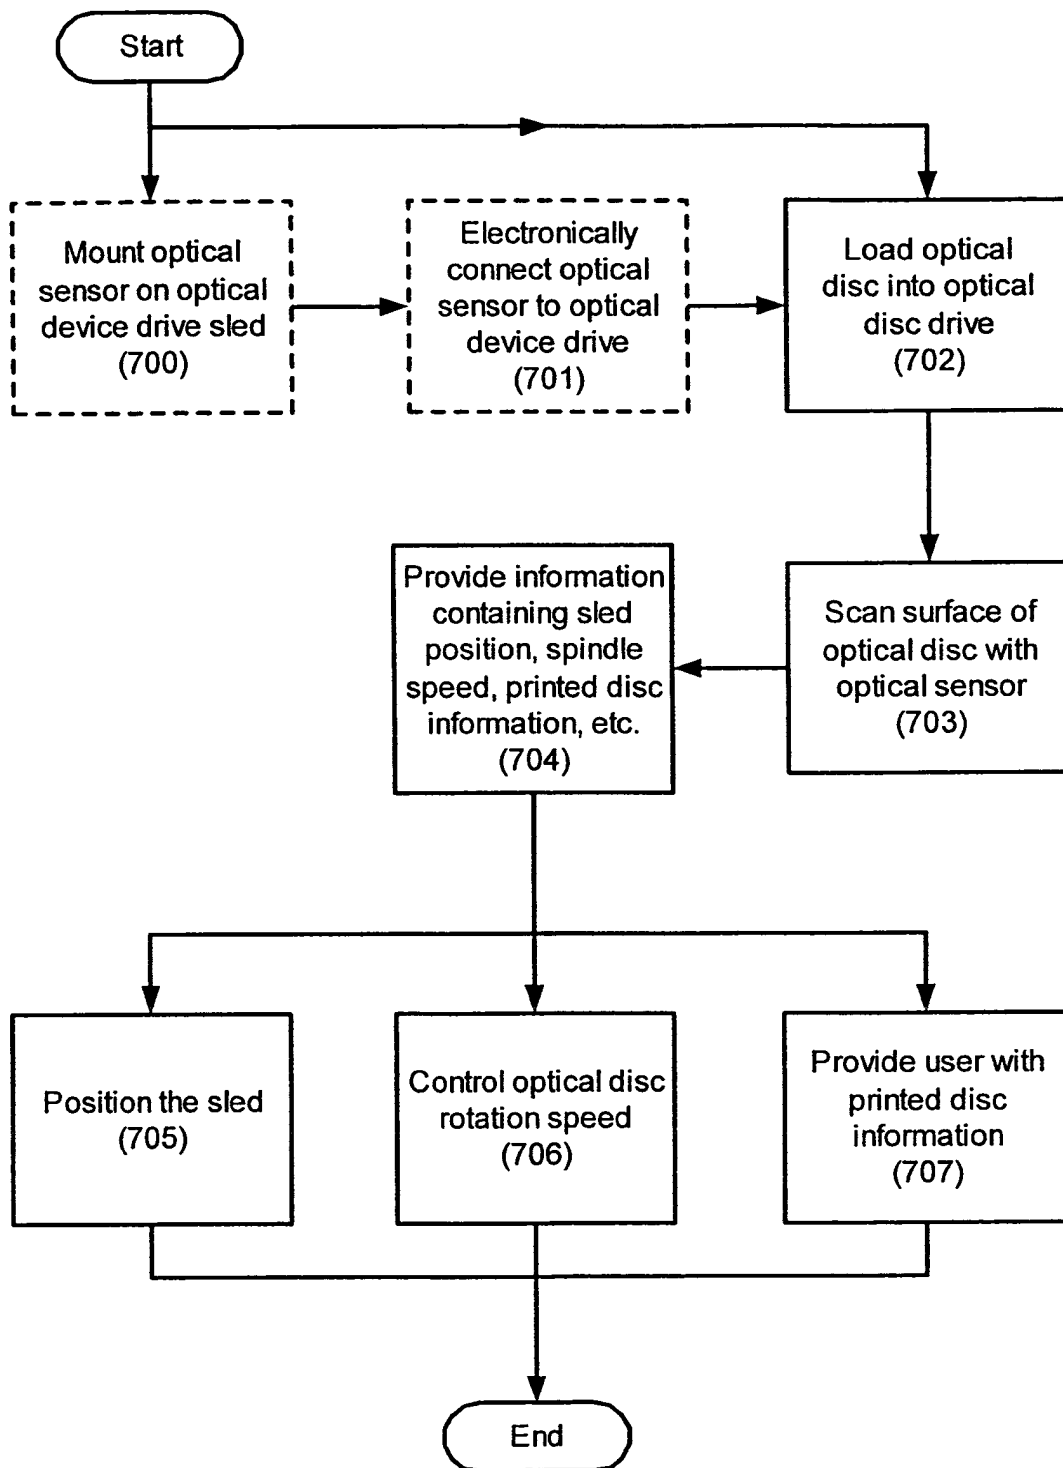 Start
Mount optical
sensor on optical
device drive sled
(700)
Electronically
connect optical
sensor to optical
device drive
(701)
Load optical
disc into optical
disc drive
(702)
Scan surface of
optical disc with
optical sensor
(703)
Provide information
containing sled
position, spindle
speed, printed disc
information, etc.
(704)
Position the sled
(705)
Control optical disc
rotation speed
(706)
Provide user with
printed disc
information
(707)
End